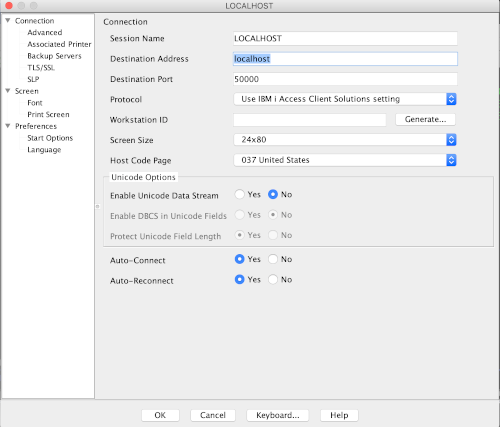 LOCALHOST
Connection
Advanced
Associated Printer
Backup Servers
TLS/SSL
SLP
Screen
Font
Print Screen
Preferences
Start Options
Language
Connection
Session Name LOCALHOST
Destination Address localhost
Destination Port 50000
Protocol Use IBM i Access Client Solutions setting
Workstation ID Generate...
Screen Size 24x80
Host Code Page 037 United States
Unicode Options
Enable Unicode Data Stream Yes No
Enable DBCS in Unicode Fields Yes No
Protect Unicode Field Length Yes No
Auto-Connect Yes No
Auto-Reconnect Yes No
OK Cancel Keyboard... Help